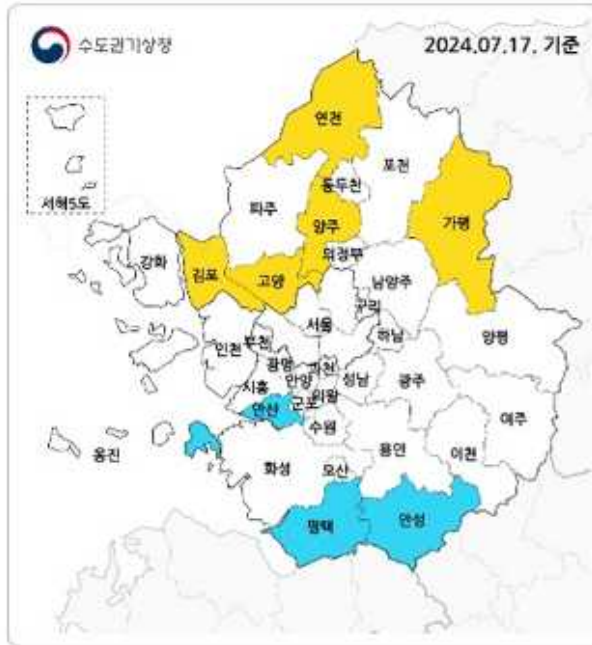 수도권기상청
2024.07.17. 기준
연천
포천
동두천
서해5도
파주
양주
가평
강화
의정부
김포
고양
남양주
구리
서울
하남
양평
인천
부천
광명
과천
시흥
안양
성남
광주
안산
군포
의왕
여주
수원
용인
이천
옹진
화성
오산
평택
안성